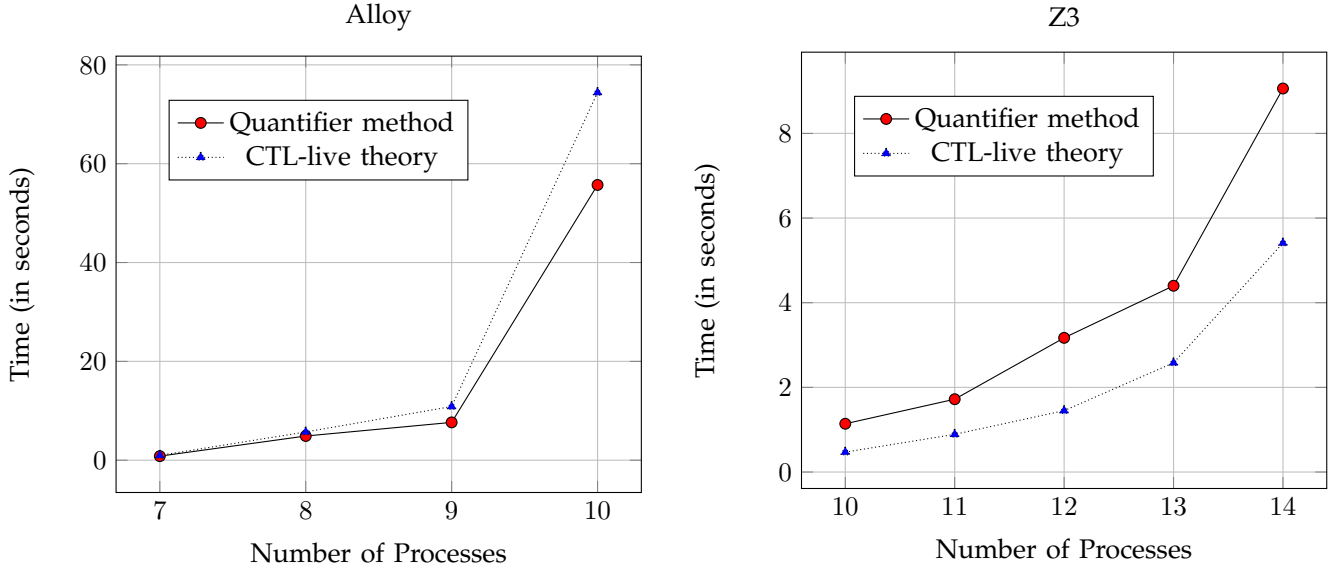 Alloy
80
60
40
20
0
Time (in seconds)
Quantifier method
CTL-live theory
7 8 9 10
Number of Processes
Z3
8
6
4
2
0
Time (in seconds)
Quantifier method
CTL-live theory
10 11 12 13 14
Number of Processes